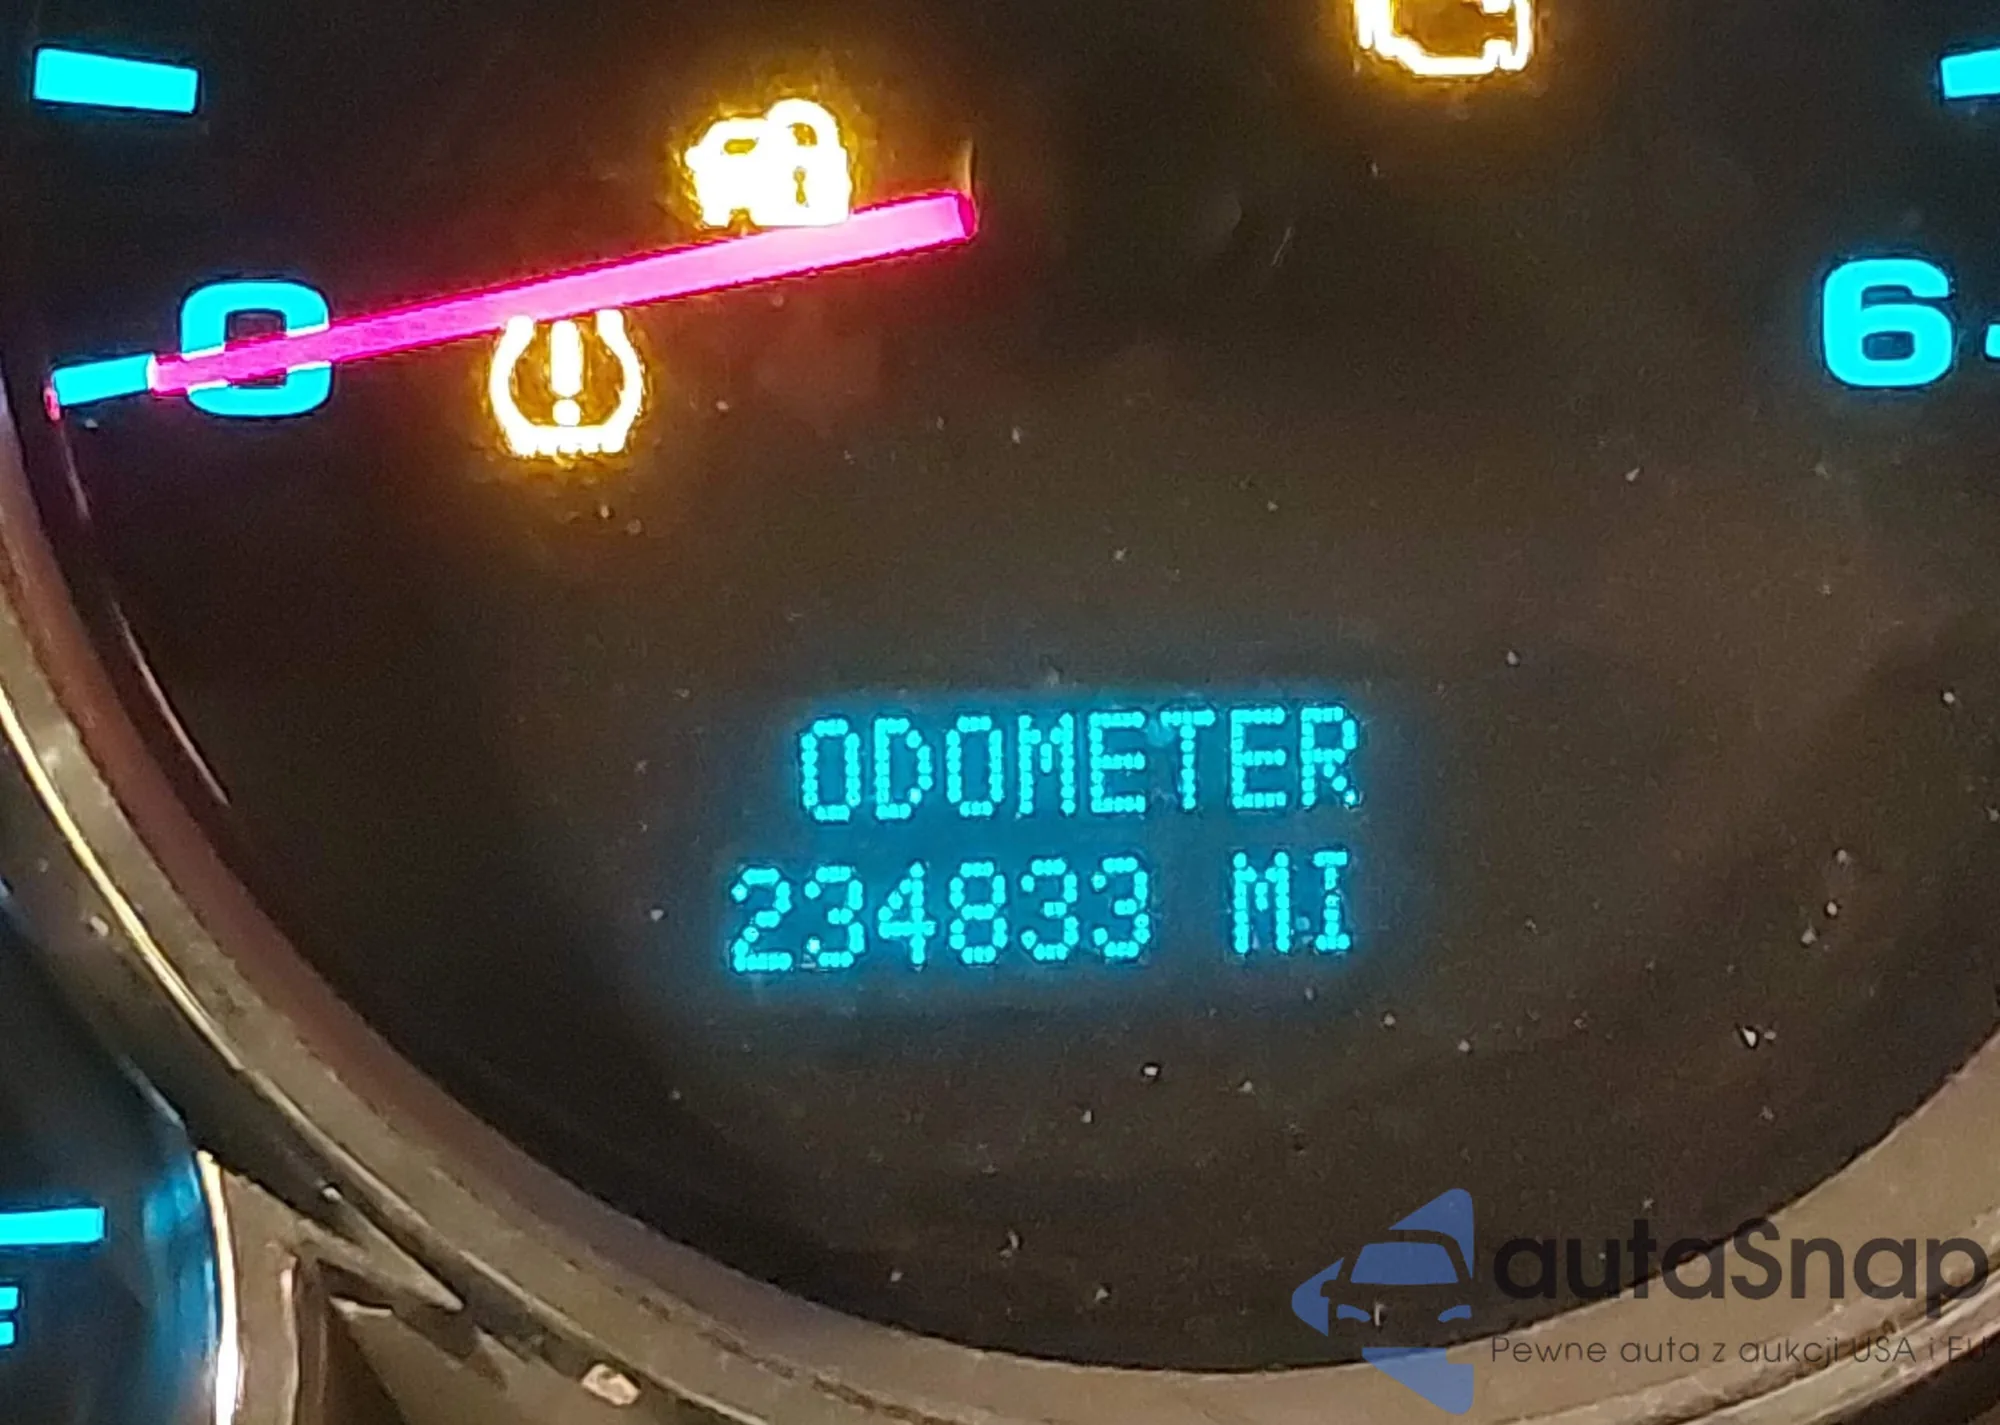 0
6
ODOMETER
234833 MI
autaSnap
Pewne auta z aukcji USA i EU